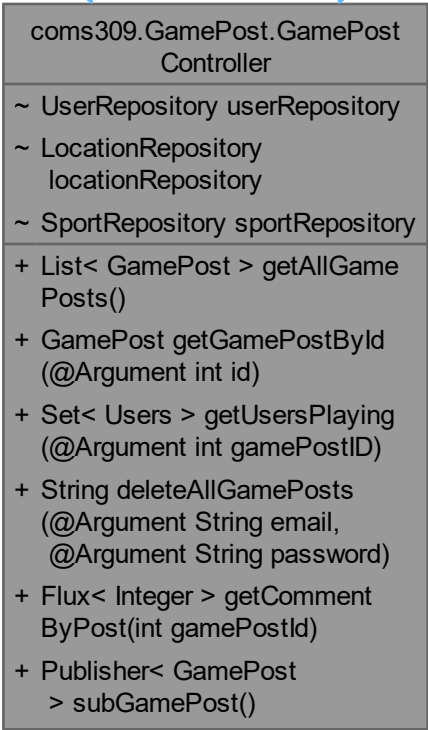 coms309.GamePost.GamePost
Controller
~ UserRepository userRepository
~ LocationRepository
locationRepository
~ SportRepository sportRepository
+ List< GamePost > getAllGame
Posts()
+ GamePost getGamePostById
(@Argument int id)
+ Set< Users > getUsersPlaying
(@Argument int gamePostID)
+ String deleteAllGamePosts
(@Argument String email,
@Argument String password)
+ Flux< Integer > getComment
ByPost(int gamePostId)
+ Publisher< GamePost
> subGamePost()